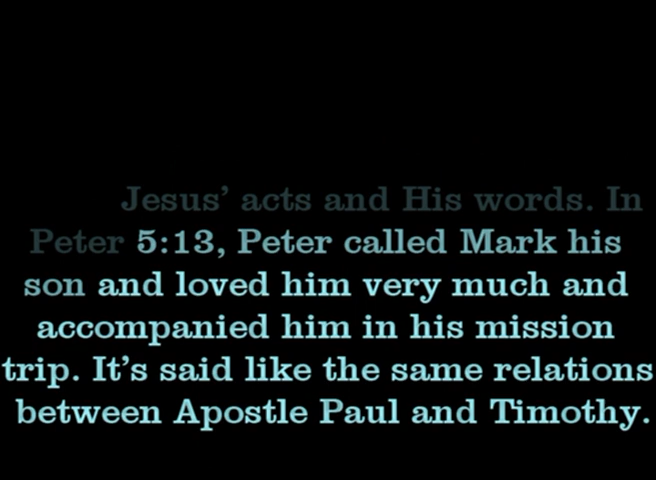 Jesus’ acts and His words. In
Peter 5:13, Peter called Mark his
son and loved him very much and
accompanied him in his mission
trip. It’s said like the same relations
between Apostle Paul and Timothy.